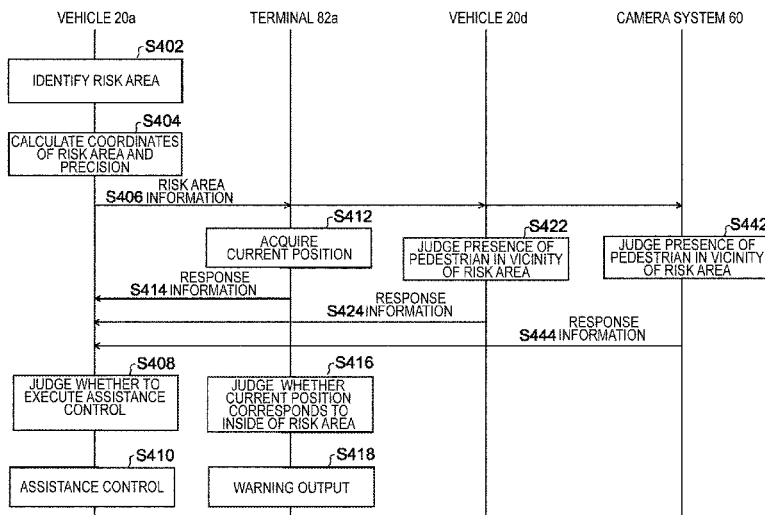 VEHICLE 20a
TERMINAL 82a
VEHICLE 20d
CAMERA SYSTEM 60
S402
IDENTIFY RISK AREA
S404
CALCULATE COORDINATES
OF RISK AREA AND
PRECISION
RISK AREA
S406 INFORMATION
S412
ACQUIRE
CURRENT POSITION
S422
JUDGE PRESENCE OF
PEDESTRIAN IN VICINITY
OF RISK AREA
S442
JUDGE PRESENCE OF
PEDESTRIAN IN VICINITY
OF RISK AREA
RESPONSE
S414 INFORMATION
RESPONSE
S424 INFORMATION
RESPONSE
S444 INFORMATION
S408
JUDGE WHETHER TO
EXECUTE ASSISTANCE
CONTROL
S416
JUDGE WHETHER
CURRENT POSITION
CORRESPONDS TO
INSIDE OF RISK AREA
S410
ASSISTANCE CONTROL
S418
WARNING OUTPUT